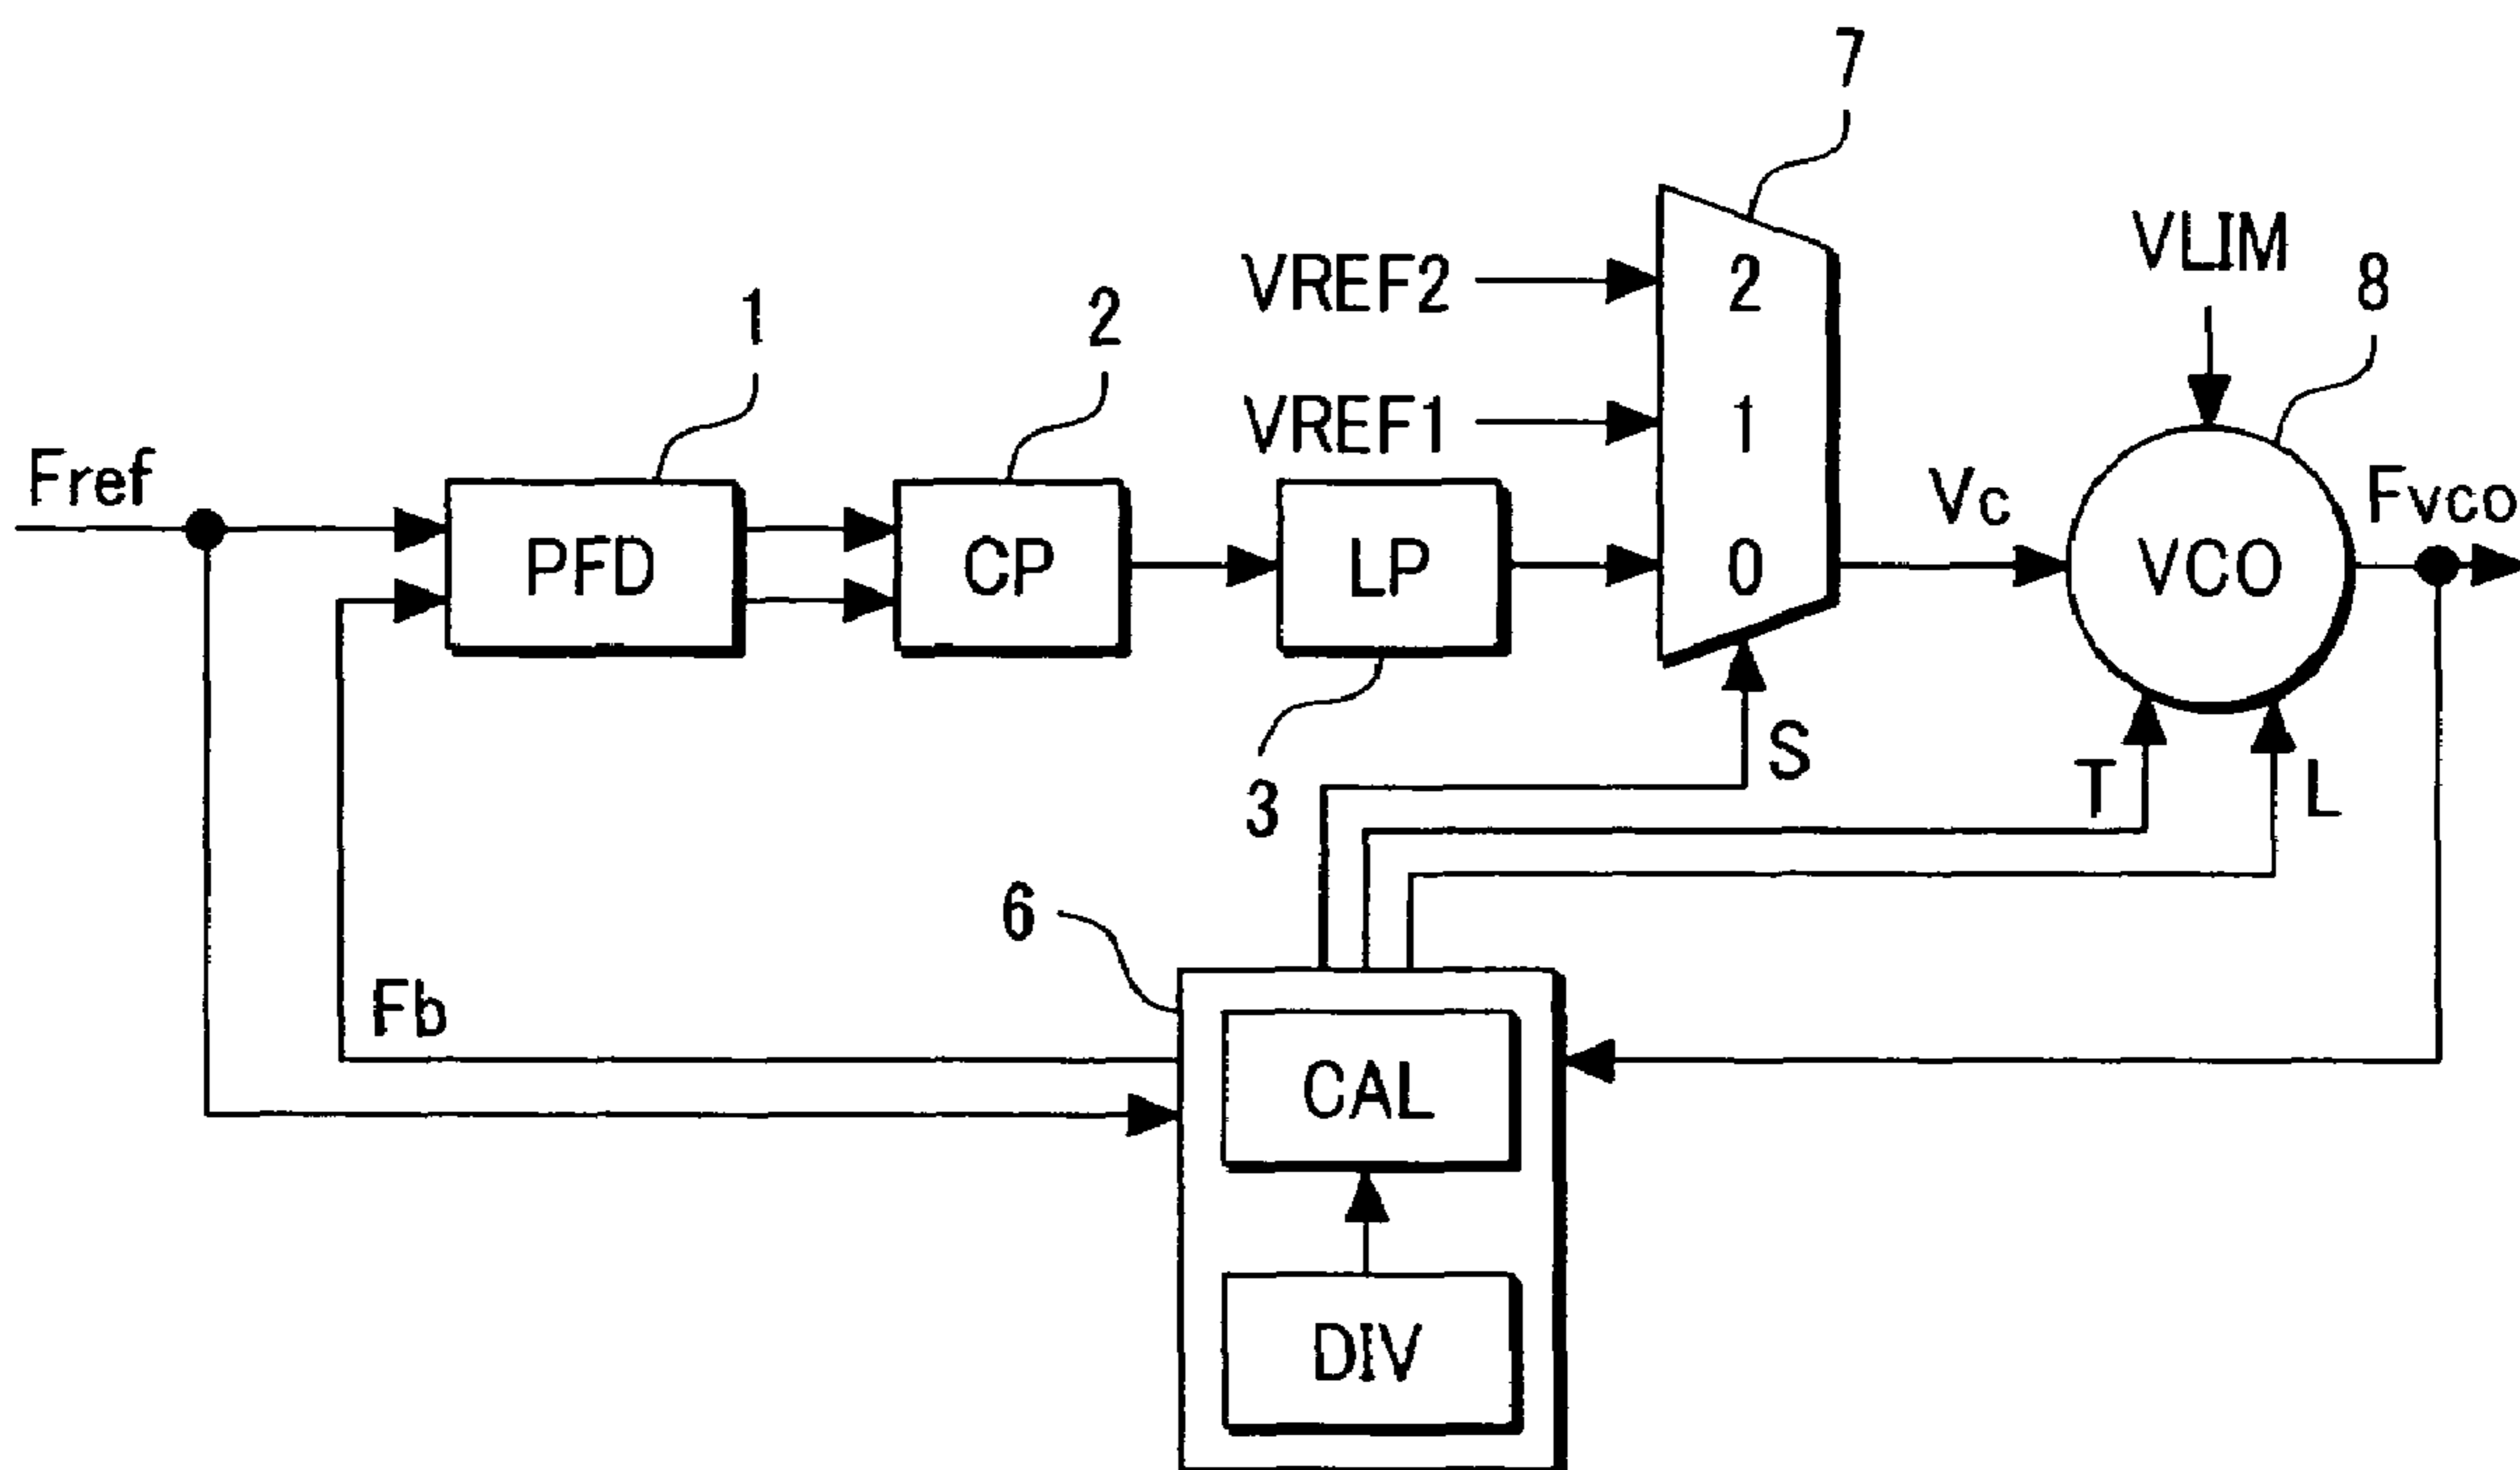 7
VLIM
8
VREF2
2
1
2
VREF1
1
Fref
Vc
Fvco
PFD
CP
LP
0
VCO
S
T
L
3
6
Fb
CAL
DIV